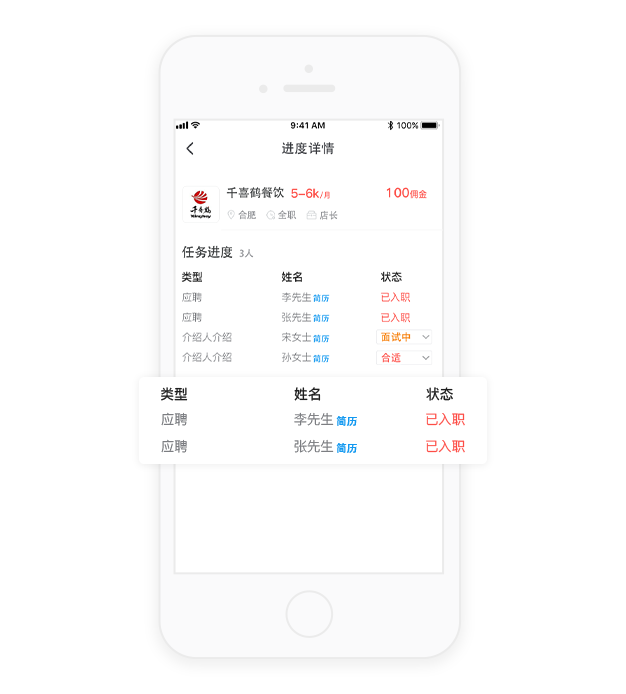 9:41 AM 100%
进度详情
千喜鹤餐饮 5-6k/月 100佣金
合肥 全职 店长
任务进度 3人
类型 姓名 状态
应聘 李先生 简历 已入职
应聘 张先生 简历 已入职
介绍人介绍 宋女士 简历 面试中
介绍人介绍 孙女士 简历 合适
类型 姓名 状态
应聘 李先生 简历 已入职
应聘 张先生 简历 已入职